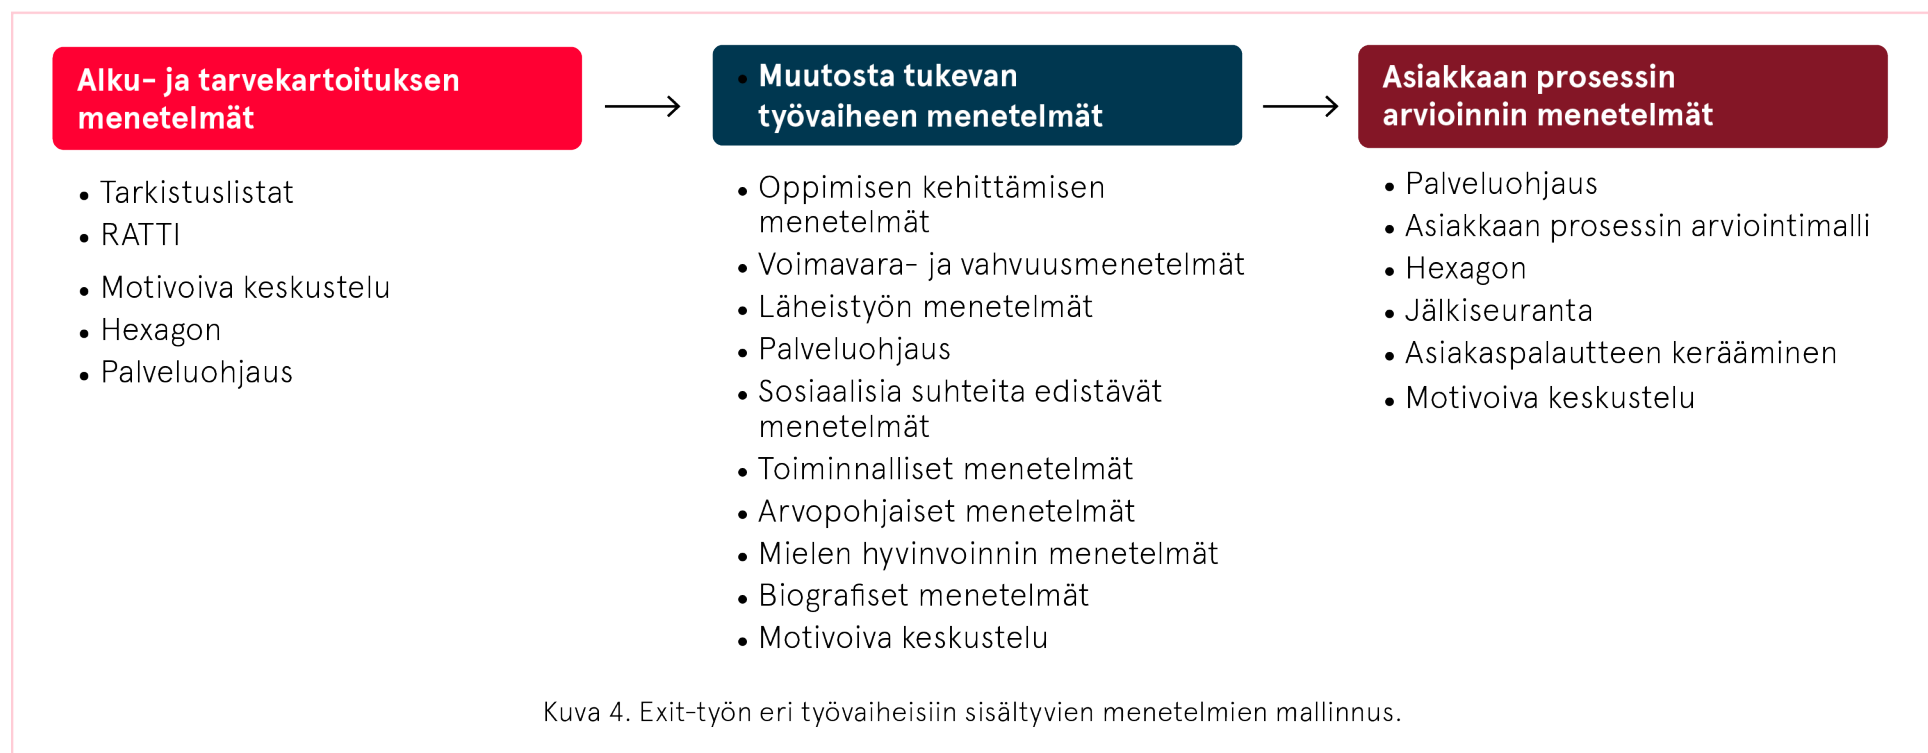 Alku- ja tarvekartoituksen
menetelmät
• Tarkistuslistat
• RATTI
• Motivoiva keskustelu
• Hexagon
• Palveluohjaus
• Muutosta tukevan
työvaiheen menetelmät
• Oppimisen kehittämisen
menetelmät
• Voimavara- ja vahvuusmenetelmät
• Läheistyön menetelmät
• Palveluohjaus
• Sosiaalisia suhteita edistävät
menetelmät
• Toiminnalliset menetelmät
• Arvopohjaiset menetelmät
• Mielen hyvinvoinnin menetelmät
• Biografiset menetelmät
• Motivoiva keskustelu
Asiakkaan prosessin
arvioinnin menetelmät
• Palveluohjaus
• Asiakkaan prosessin arviointimalli
• Hexagon
• Jälkiseuranta
• Asiakaspalautteen kerääminen
• Motivoiva keskustelu
Kuva 4. Exit-työn eri työvaiheisiin sisältyvien menetelmien mallinnus.